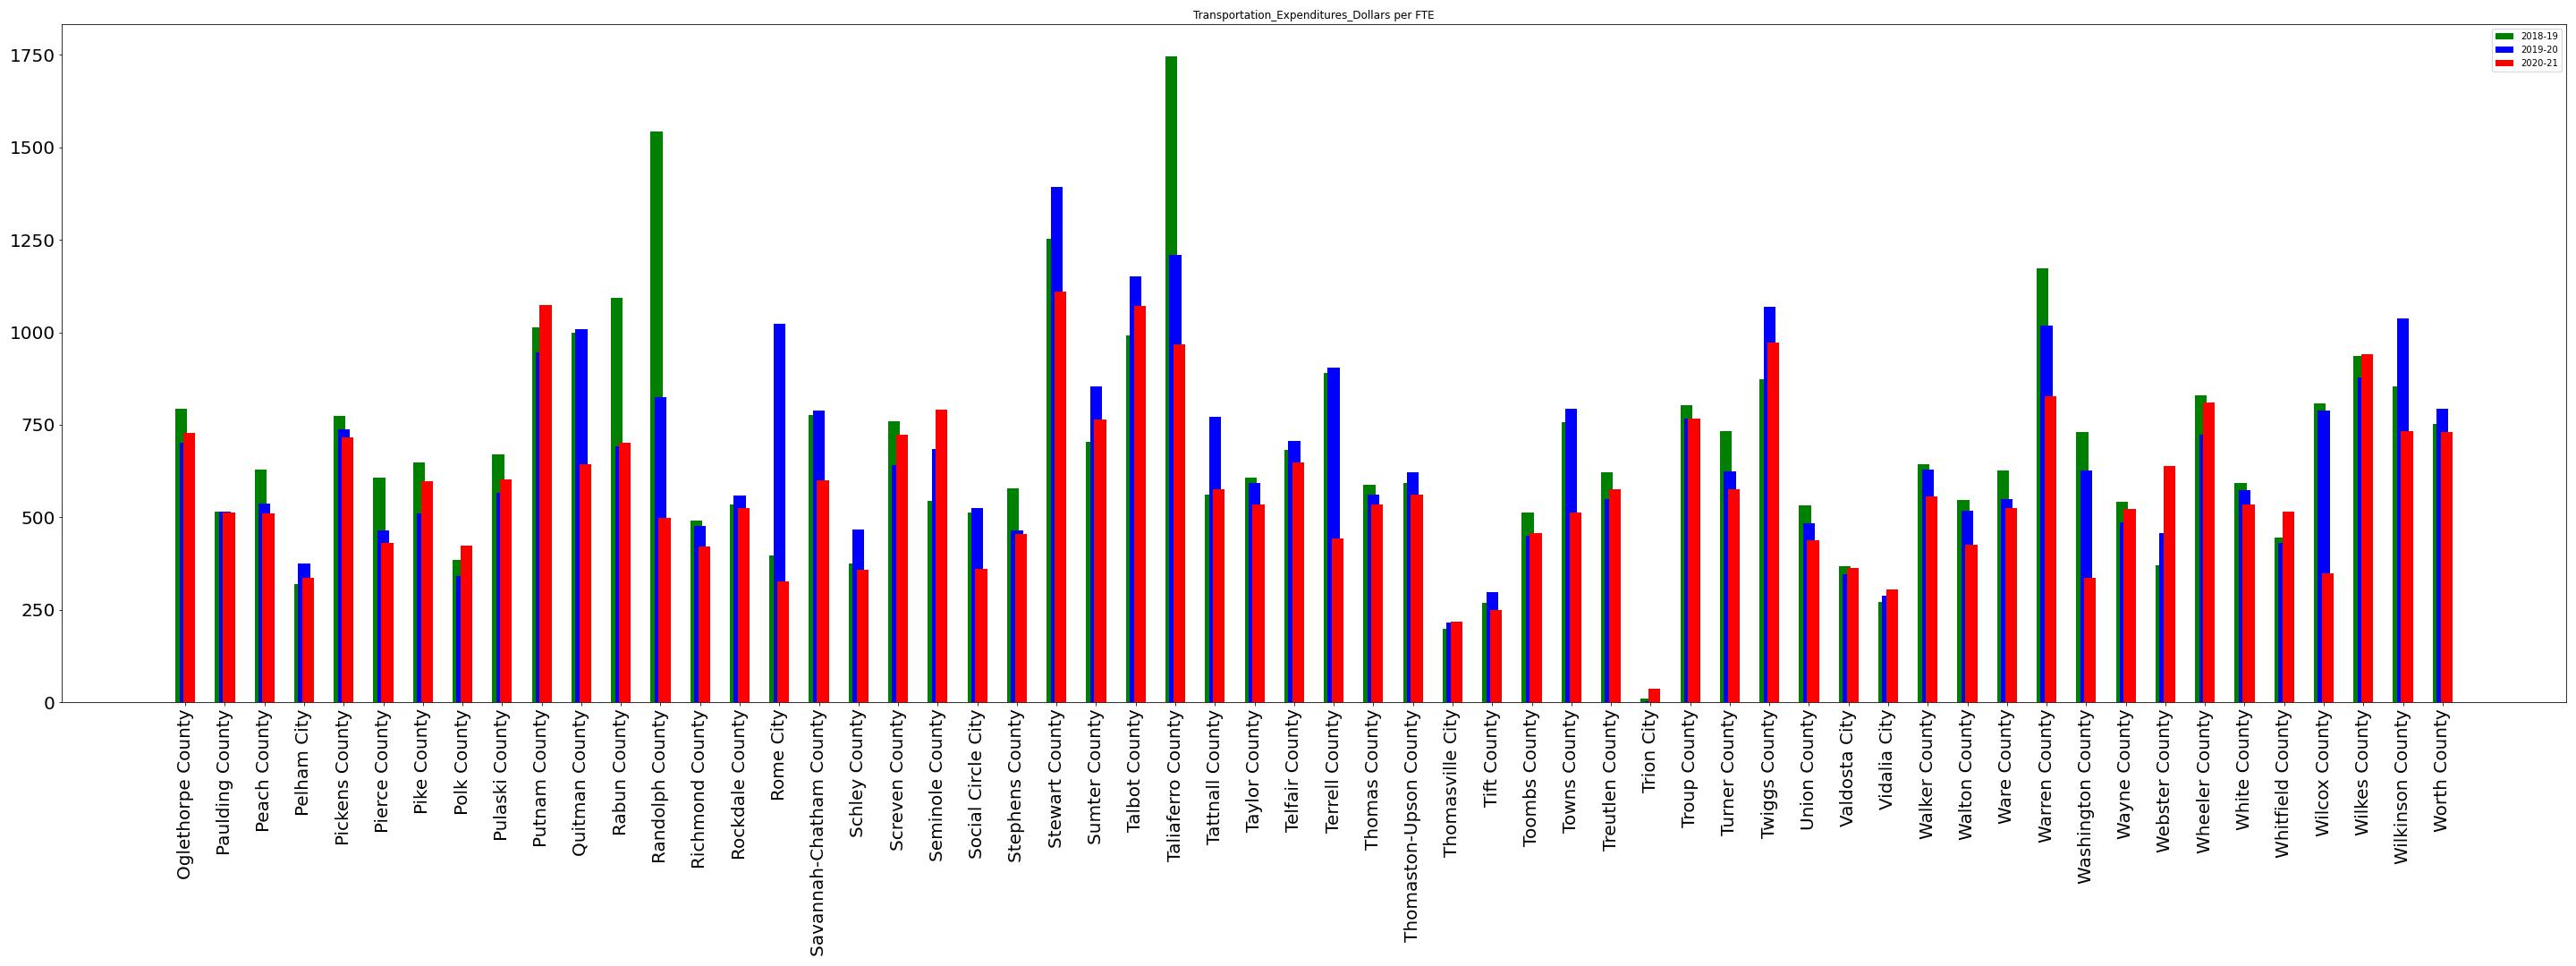 Transportation_Expenditures_Dollars per FTE
2018-19
2019-20
2020-21
1750
1500
1250
1000
750
500
250
0
Oglethorpe County
Paulding County
Peach County
Pelham City
Pickens County
Pierce County
Pike County
Polk County
Pulaski County
Putnam County
Quitman County
Rabun County
Randolph County
Richmond County
Rockdale County
Rome City
Savannah-Chatham County
Schley County
Screven County
Seminole County
Social Circle City
Stephens County
Stewart County
Sumter County
Talbot County
Taliaferro County
Tattnall County
Taylor County
Telfair County
Terrell County
Thomas County
Thomaston-Upson County
Thomasville City
Tift County
Toombs County
Towns County
Treutlen County
Trion City
Troup County
Turner County
Twiggs County
Union County
Valdosta City
Vidalia City
Walker County
Walton County
Ware County
Warren County
Washington County
Wayne County
Webster County
Wheeler County
White County
Whitfield County
Wilcox County
Wilkes County
Wilkinson County
Worth County